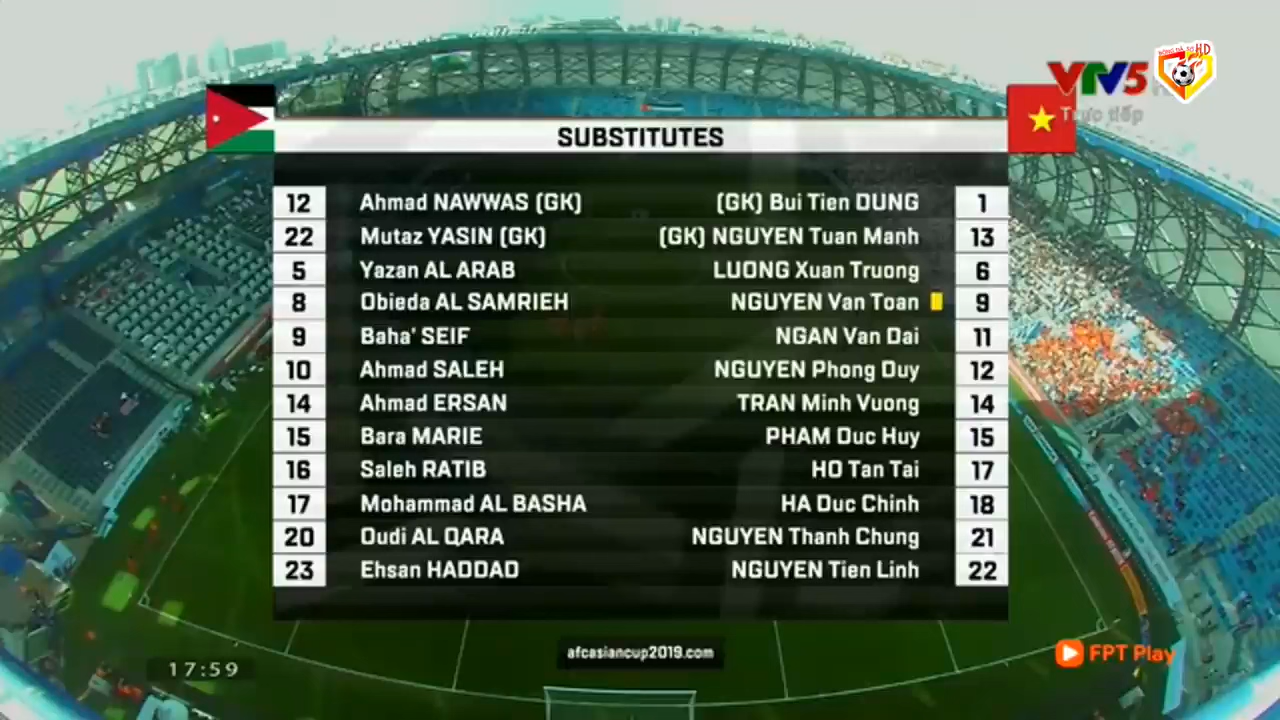 VTV5
BÓNG ĐÁ SỐ HD
Trực tiếp
SUBSTITUTES
12 Ahmad NAWWAS (GK) (GK) Bui Tien DUNG 1
22 Mutaz YASIN (GK) (GK) NGUYEN Tuan Manh 13
5 Yazan AL ARAB LUONG Xuan Truong 6
8 Obieda AL SAMRIEH NGUYEN Van Toan 9
9 Baha' SEIF NGAN Van Dai 11
10 Ahmad SALEH NGUYEN Phong Duy 12
14 Ahmad ERSAN TRAN Minh Vuong 14
15 Bara MARIE PHAM Duc Huy 15
16 Saleh RATIB HO Tan Tai 17
17 Mohammad AL BASHA HA Duc Chinh 18
20 Oudi AL QARA NGUYEN Thanh Chung 21
23 Ehsan HADDAD NGUYEN Tien Linh 22
afcasiancup2019.com
FPT Play
17:59